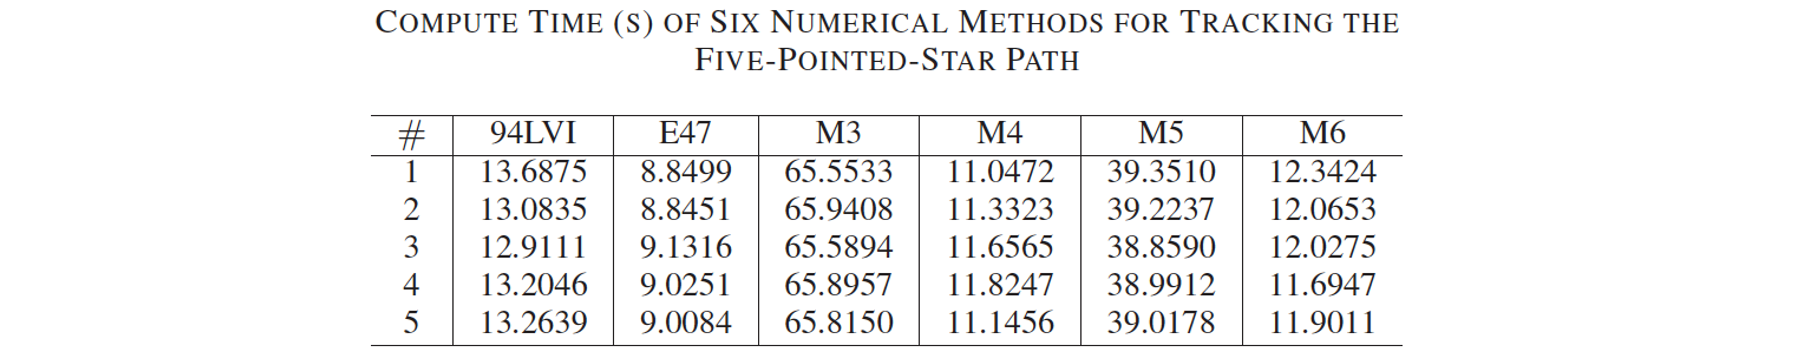 COMPUTE TIME (S) OF SIX NUMERICAL METHODS FOR TRACKING THE
FIVE-POINTED-STAR PATH
# 94LVI E47 M3 M4 M5 M6
1 13.6875 8.8499 65.5533 11.0472 39.3510 12.3424
2 13.0835 8.8451 65.9408 11.3323 39.2237 12.0653
3 12.9111 9.1316 65.5894 11.6565 38.8590 12.0275
4 13.2046 9.0251 65.8957 11.8247 38.9912 11.6947
5 13.2639 9.0084 65.8150 11.1456 39.0178 11.9011